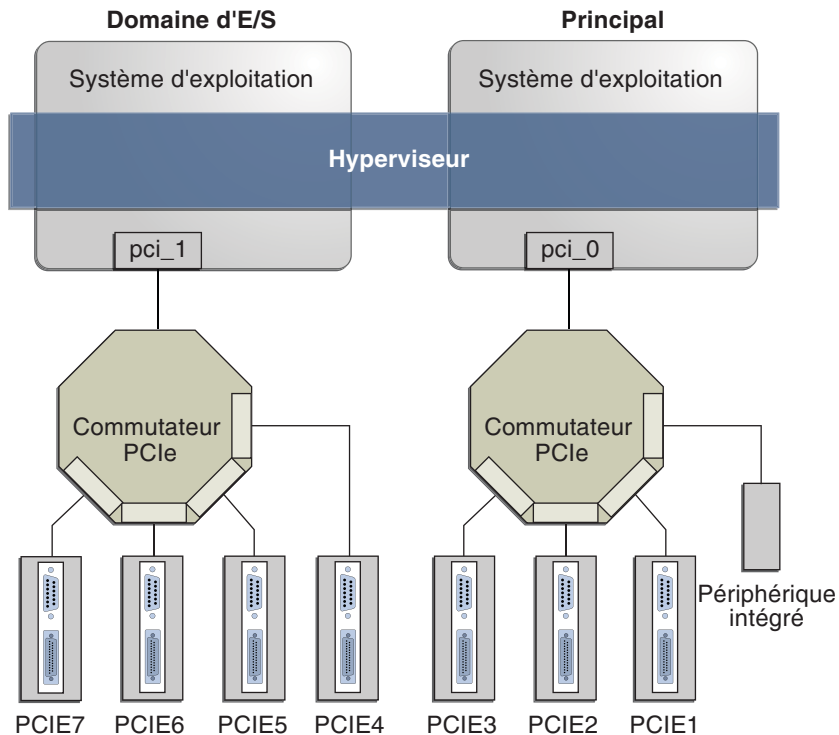 Domaine d'E/S
Principal
Système d'exploitation
Système d'exploitation
Hyperviseur
pci_1
pci_0
Commutateur
PCIe
Commutateur
PCIe
Périphérique
intégré
PCIE7
PCIE6
PCIE5
PCIE4
PCIE3
PCIE2
PCIE1